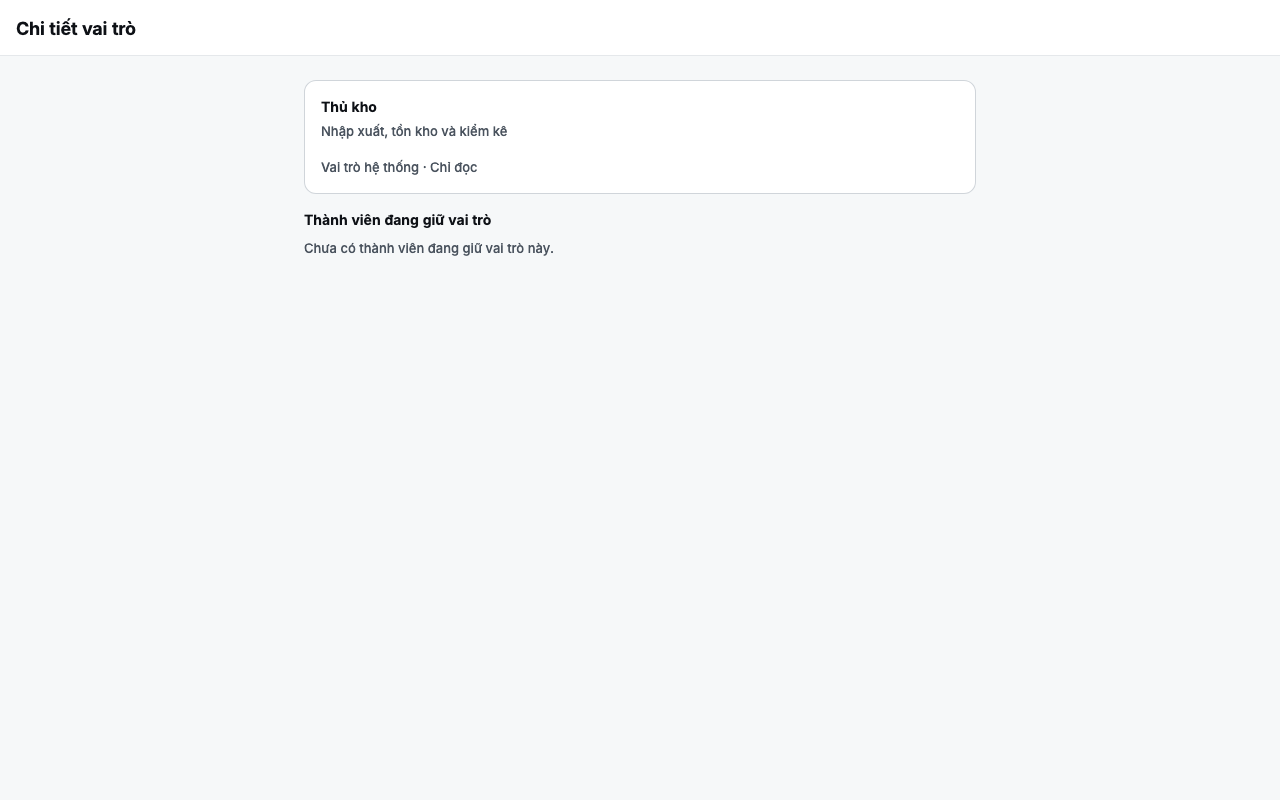 Chi tiết vai trò
Thủ kho
Nhập xuất, tồn kho và kiểm kê
Vai trò hệ thống · Chỉ đọc
Thành viên đang giữ vai trò
Chưa có thành viên đang giữ vai trò này.